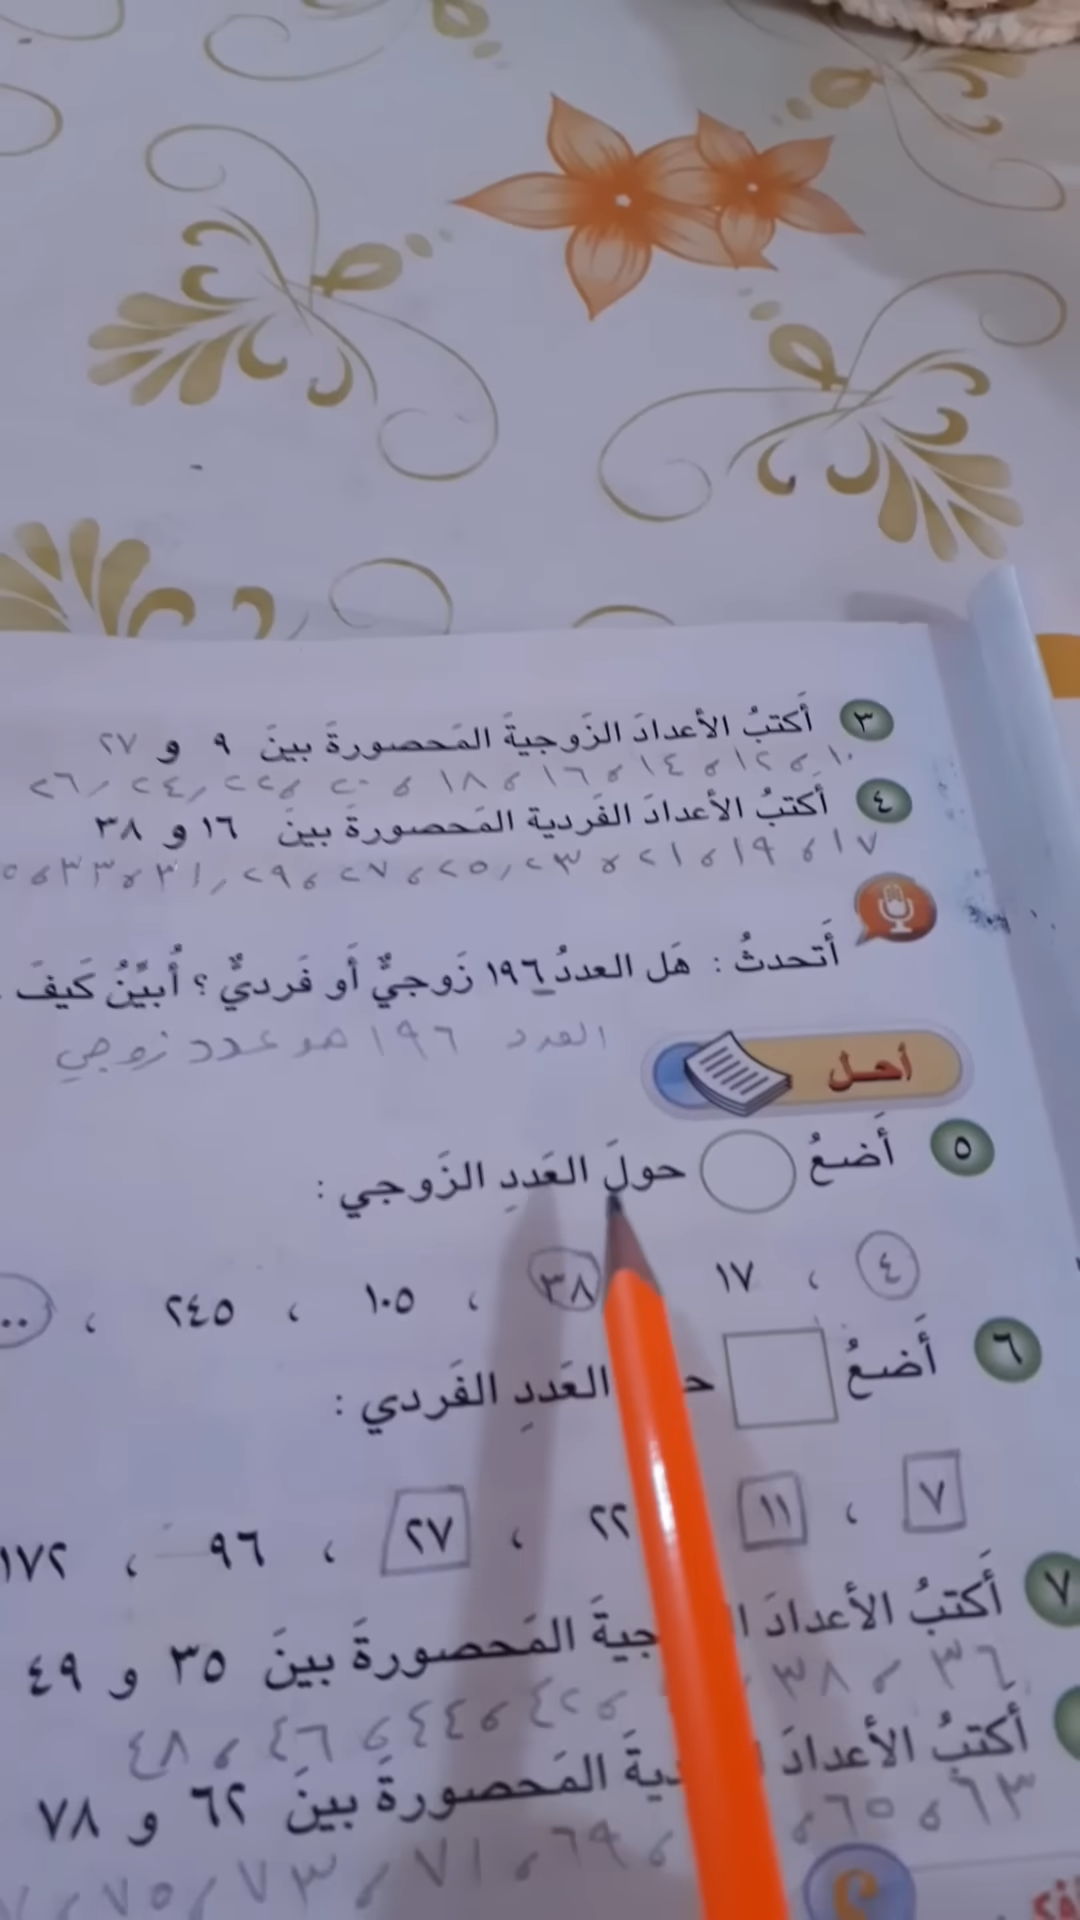 ٣ أَكتبُ الأعدادَ الزَوجيةَ المَحصورةَ بينَ ٩ و ٢٧
١٠ ، ١٢ ، ١٤ ، ١٦ ، ١٨ ، ٢٠ ، ٢٢ ، ٢٤ ، ٢٦
٤ أَكتبُ الأعدادَ الفَردية المَحصورةَ بينَ ١٦ و ٣٨
١٧ ، ١٩ ، ٢١ ، ٢٣ ، ٢٥ ، ٢٧ ، ٢٩ ، ٣١ ، ٣٣ ، ٥
أَتحدثُ : هَل العددُ ١٩٦ زَوجيٌّ أَو فَرديٌّ ؟ أُبيِّنُ كَيفَ .
العدد ١٩٦ هو عدد زوجي
أحل
٥ أَضعُ حولَ العَددِ الزَوجي :
٤ ، ١٧ ٣٨ ، ١٠٥ ، ٢٤٥ ، ٠٠
٦ أَضعُ العَددِ الفَردي :
٧ ، ١١ ٢٢ ، ٢٧ ، ٩٦ ، ١٧٢
٧ أَكتبُ الأعدادَ المَحصورةَ بينَ ٣٥ و ٤٩
٣٦ ، ٣٨ ٤٢ ، ٤٤ ، ٤٦ ، ٤٨
أَكتبُ الأعدادَ المَحصورةَ بينَ ٦٢ و ٧٨
٦٣ ، ٦٥ ، ٦٩ ، ٧١ ، ٧٣ ، ٧٥ ،